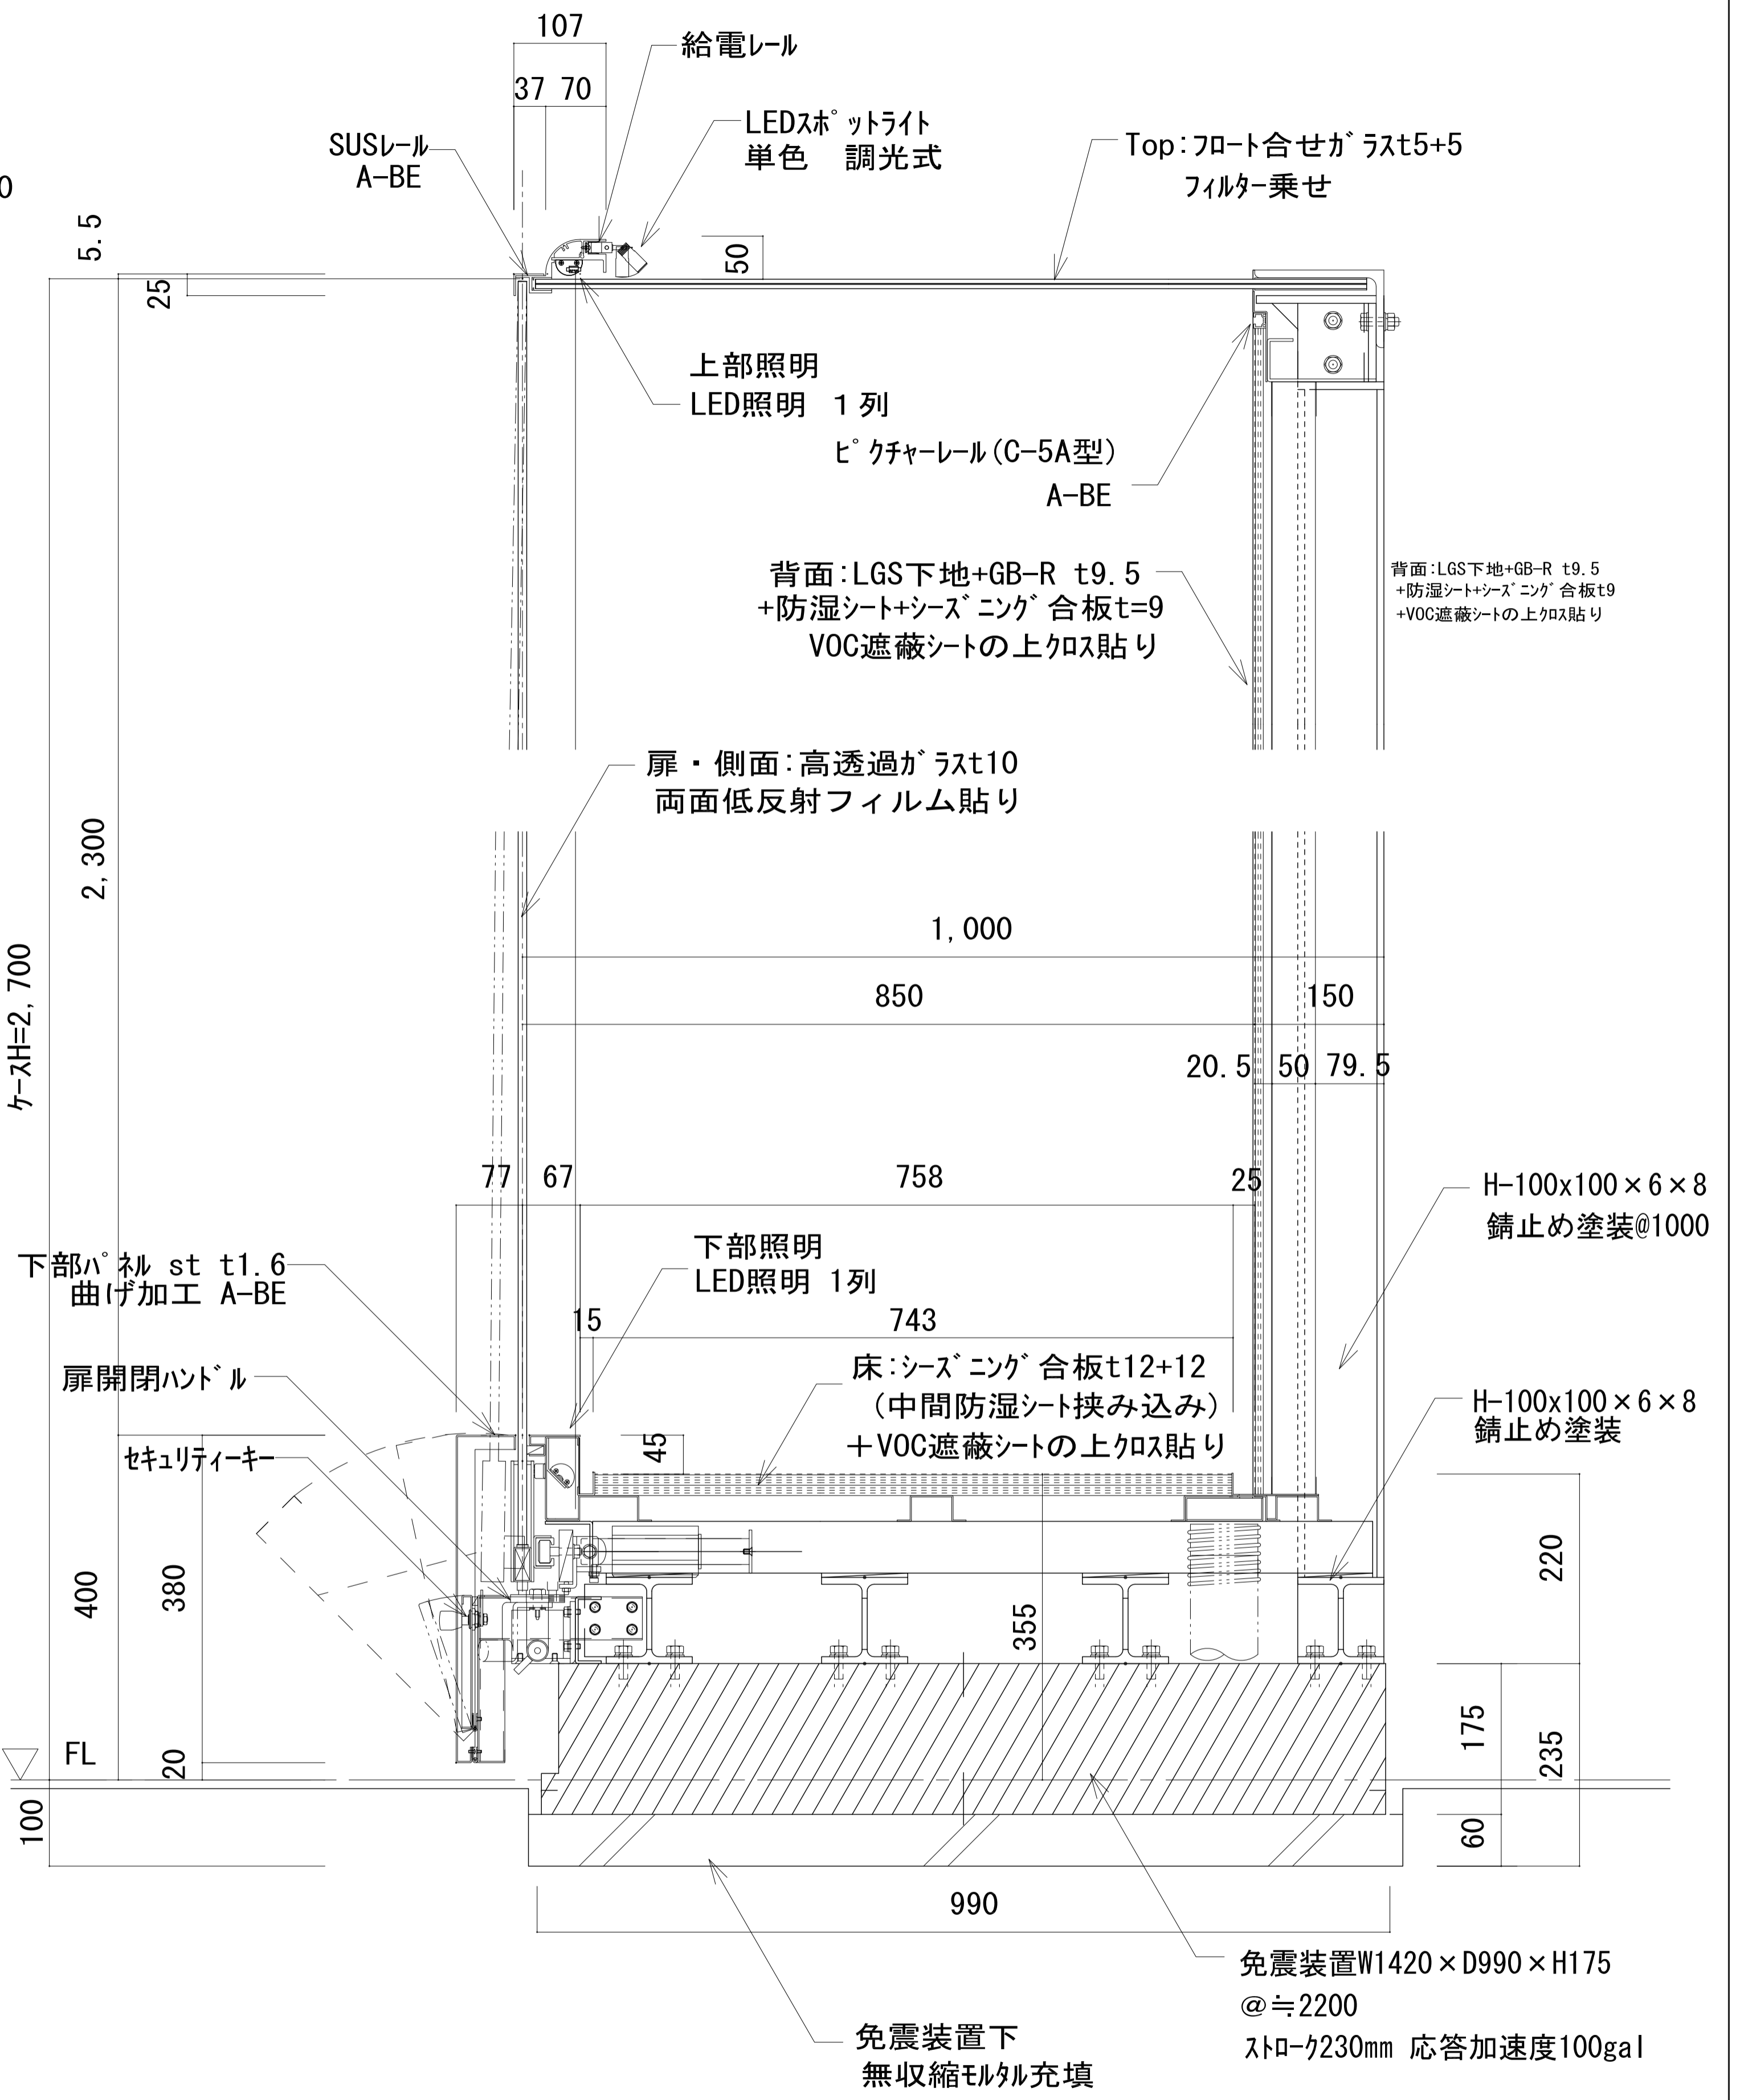 107
給電ﾚｰﾙ
37 70
LEDｽﾎﾟｯﾄﾗｲﾄ
単色　調光式
SUSﾚｰﾙ
A-BE
Top:ﾌﾛｰﾄ合せｶﾞﾗｽt5+5
ﾌｨﾙﾀｰ乗せ
0
5.5
25
50
上部照明
LED照明 １列
ﾋﾟｸﾁｬｰﾚｰﾙ(C-5A型)
A-BE
背面:LGS下地+GB-R t9.5
+防湿ｼｰﾄ+ｼｰｽﾞﾆﾝｸﾞ合板t=9
VOC遮蔽ｼｰﾄの上ｸﾛｽ貼り
背面:LGS下地+GB-R t9.5
+防湿ｼｰﾄ+ｼｰｽﾞﾆﾝｸﾞ合板t9
+VOC遮蔽ｼｰﾄの上ｸﾛｽ貼り
扉・側面:高透過ｶﾞﾗｽt10
両面低反射フィルム貼り
2,300
ｹｰｽH=2,700
1,000
850
150
20.5 50 79.5
77 67 758 25
H-100x100×6×8
錆止め塗装@1000
下部照明
LED照明 1列
下部ﾊﾟﾈﾙ st t1.6
曲げ加工 A-BE
15 743
扉開閉ﾊﾝﾄﾞﾙ
床:ｼｰｽﾞﾆﾝｸﾞ合板t12+12
(中間防湿ｼｰﾄ挟み込み)
＋VOC遮蔽ｼｰﾄの上ｸﾛｽ貼り
H-100x100×6×8
錆止め塗装
ｾｷｭﾘﾃｨｰｷｰ
45
400
380
355
220
175
235
FL
20
100
60
990
免震装置W1420×D990×H175
@≒2200
ｽﾄﾛｰｸ230mm 応答加速度100gal
免震装置下
無収縮ﾓﾙﾀﾙ充填